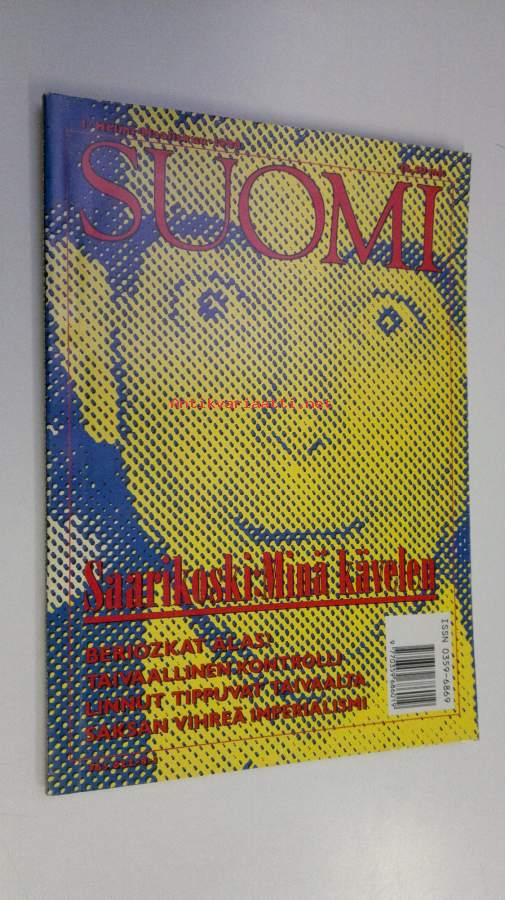 SUOMI
antikvariaatti.net
Saarikoski:Minä kävelen
BERIOZKAT ALAS!
TAIVAALLINEN KONTROLLI
LINNUT TIPPUVAT TAIVAALTA
SAKSAN VIHREÄ IMPERIALISMI
ISSN 0359-6869